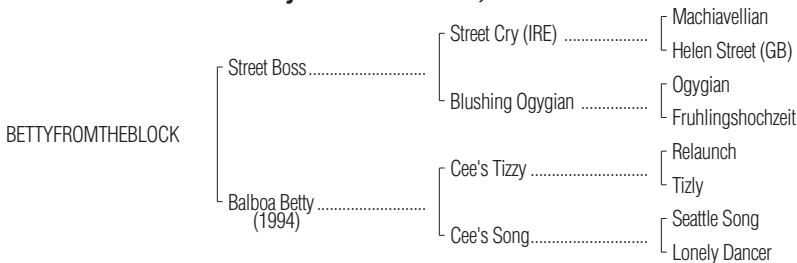 Machiavellian
Street Cry (IRE) ....................
Helen Street (GB)
Street Boss............................
Ogygian
Blushing Ogygian ................
Fruhlingshochzeit
BETTYFROMTHEBLOCK
Relaunch
Cee's Tizzy ...........................
Tizly
Balboa Betty ..........................
(1994)
Seattle Song
Cee's Song...........................
Lonely Dancer